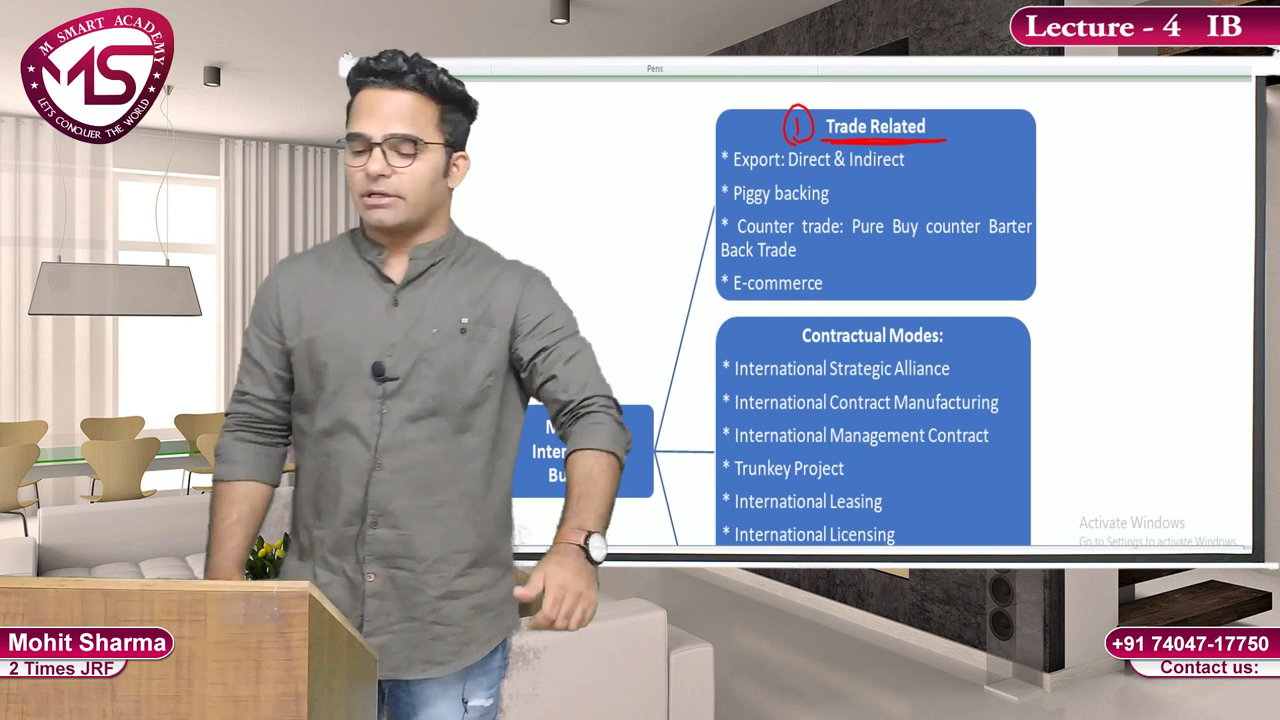 M SMART ACADEMY
MS
LET'S CONQUER THE WORLD
Lecture - 4 IB
Pens
1 Trade Related
* Export: Direct & Indirect
* Piggy backing
* Counter trade: Pure Buy counter Barter
Back Trade
* E-commerce
Contractual Modes:
* International Strategic Alliance
* International Contract Manufacturing
* International Management Contract
* Trunkey Project
* International Leasing
* International Licensing
Activate Windows
Go to Settings to activate Windows.
Mohit Sharma
2 Times JRF
+91 74047-17750
Contact us: